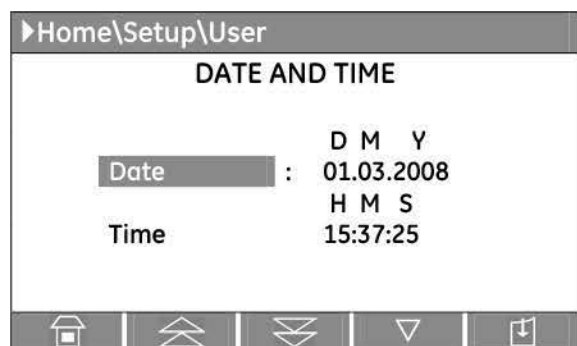 Home\Setup\User
DATE AND TIME
D M Y
Date : 01.03.2008
H M S
Time 15:37:25